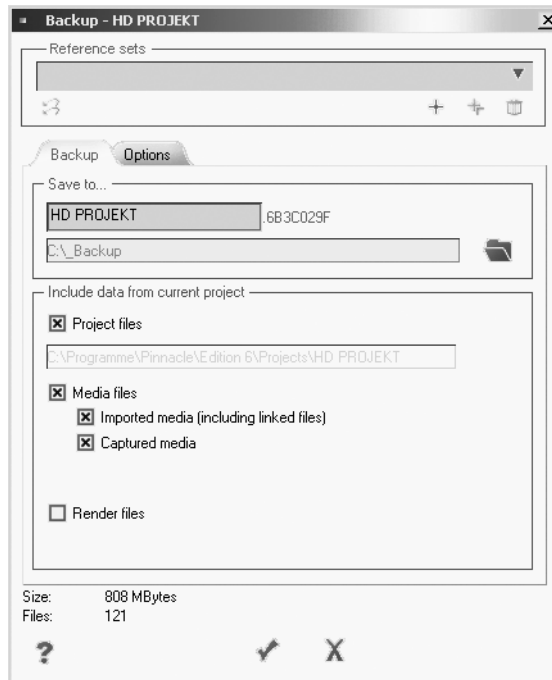 Backup - HD PROJEKT
Reference sets
Backup Options
Save to...
HD PROJEKT .6B3C029F
C:\_Backup
Include data from current project
Project files
C:\Programme\Pinnacle\Edition 6\Projects\HD PROJEKT
Media files
Imported media (including linked files)
Captured media
Render files
Size: 808 MBytes
Files: 121